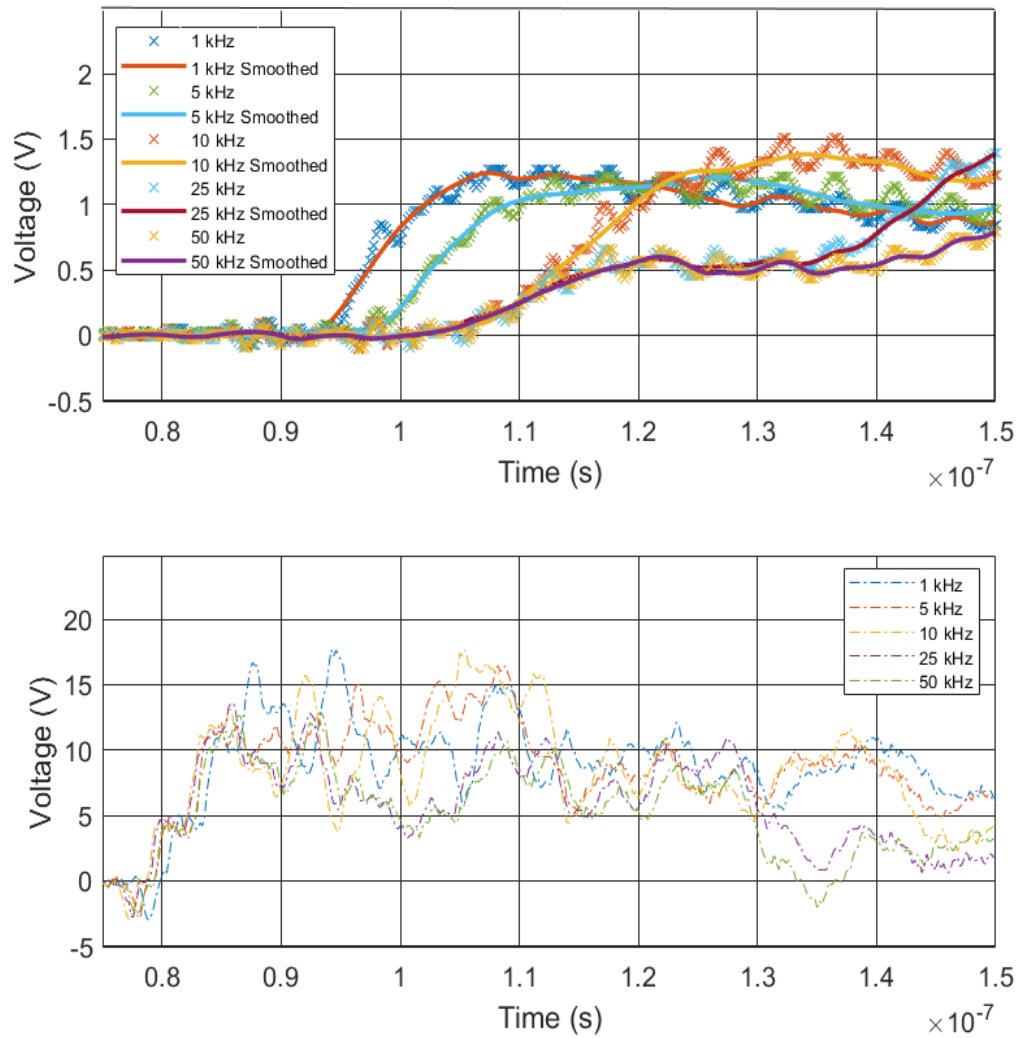 1 kHz
1 kHz Smoothed
5 kHz
5 kHz Smoothed
10 kHz
10 kHz Smoothed
25 kHz
25 kHz Smoothed
50 kHz
50 kHz Smoothed
Voltage (V)
2
1.5
1
0.5
0
-0.5
0.8 0.9 1 1.1 1.2 1.3 1.4 1.5
Time (s)
×10-7
1 kHz
5 kHz
10 kHz
25 kHz
50 kHz
Voltage (V)
20
15
10
5
0
-5
0.8 0.9 1 1.1 1.2 1.3 1.4 1.5
Time (s)
×10-7